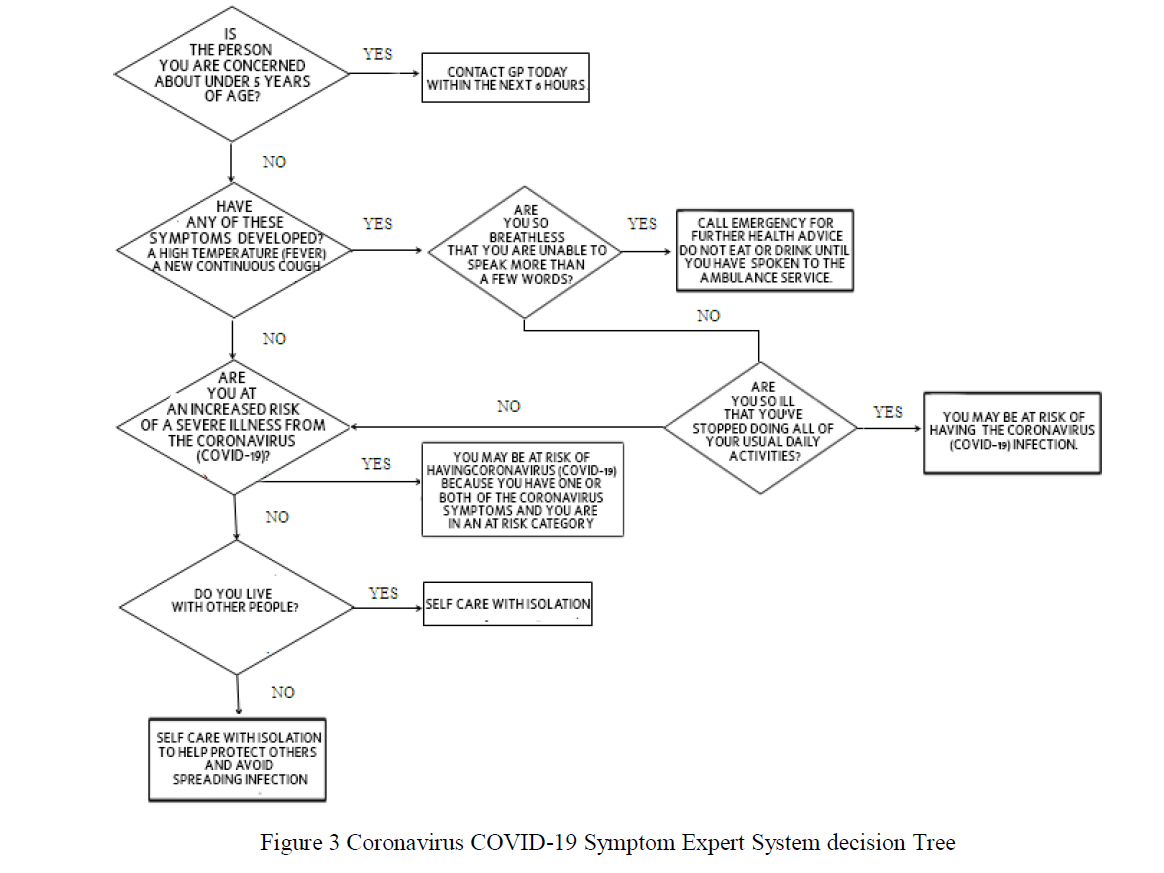 IS
THE PERSON
YOU ARE CONCERNED
ABOUT UNDER 5 YEARS
OF AGE?
YES
CONTACT GP TODAY
WITHIN THE NEXT 6 HOURS
NO
HAVE
ANY OF THESE
SYMPTOMS DEVELOPED?
A HIGH TEMPERATURE (FEVER)
A NEW CONTINUOUS COUGH
YES
ARE
YOU SO
BREATHLESS
THAT YOU ARE UNABLE TO
SPEAK MORE THAN
A FEW WORDS?
YES
CALL EMERGENCY FOR
FURTHER HEALTH ADVICE
DO NOT EAT OR DRINK UNTIL
YOU HAVE SPOKEN TO THE
AMBULANCE SERVICE.
NO
NO
ARE
YOU AT
AN INCREASED RISK
OF A SEVERE ILLNESS FROM
THE CORONAVIRUS
(COVID-19)?
NO
ARE
YOU SO ILL
THAT YOU'VE
STOPPED DOING ALL OF
YOUR USUAL DAILY
ACTIVITIES?
YES
YOU MAY BE AT RISK OF
HAVING THE CORONAVIRUS
(COVID-19) INFECTION.
YES
YOU MAY BE AT RISK OF
HAVINGCORONAVIRUS (COVID-19)
BECAUSE YOU HAVE ONE OR
BOTH OF THE CORONAVIRUS
SYMPTOMS AND YOU ARE
IN AN AT RISK CATEGORY
NO
DO YOU LIVE
WITH OTHER PEOPLE?
YES
SELF CARE WITH ISOLATION
NO
SELF CARE WITH ISOLATION
TO HELP PROTECT OTHERS
AND AVOID
SPREADING INFECTION
Figure 3 Coronavirus COVID-19 Symptom Expert System decision Tree